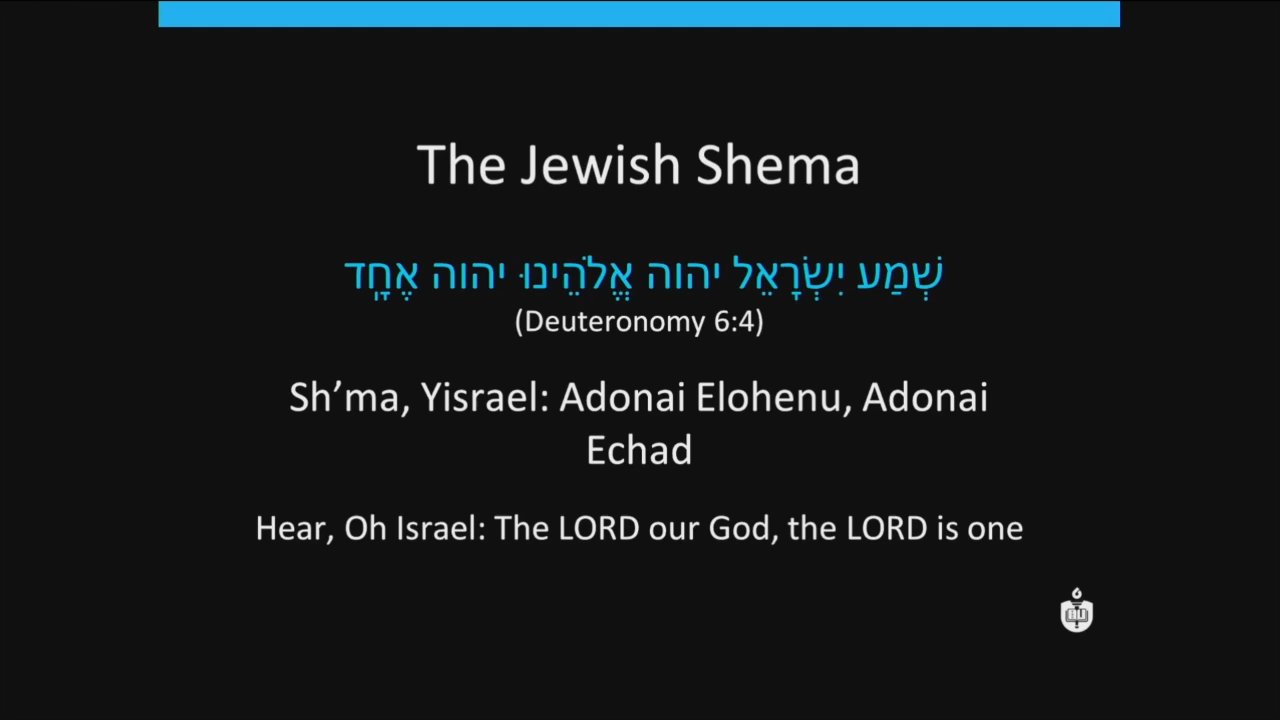 The Jewish Shema
שְׁמַע יִשְׂרָאֵל יהוה אֱלֹהֵינוּ יהוה אֶחָֽד
(Deuteronomy 6:4)
Sh’ma, Yisrael: Adonai Elohenu, Adonai
Echad
Hear, Oh Israel: The LORD our God, the LORD is one